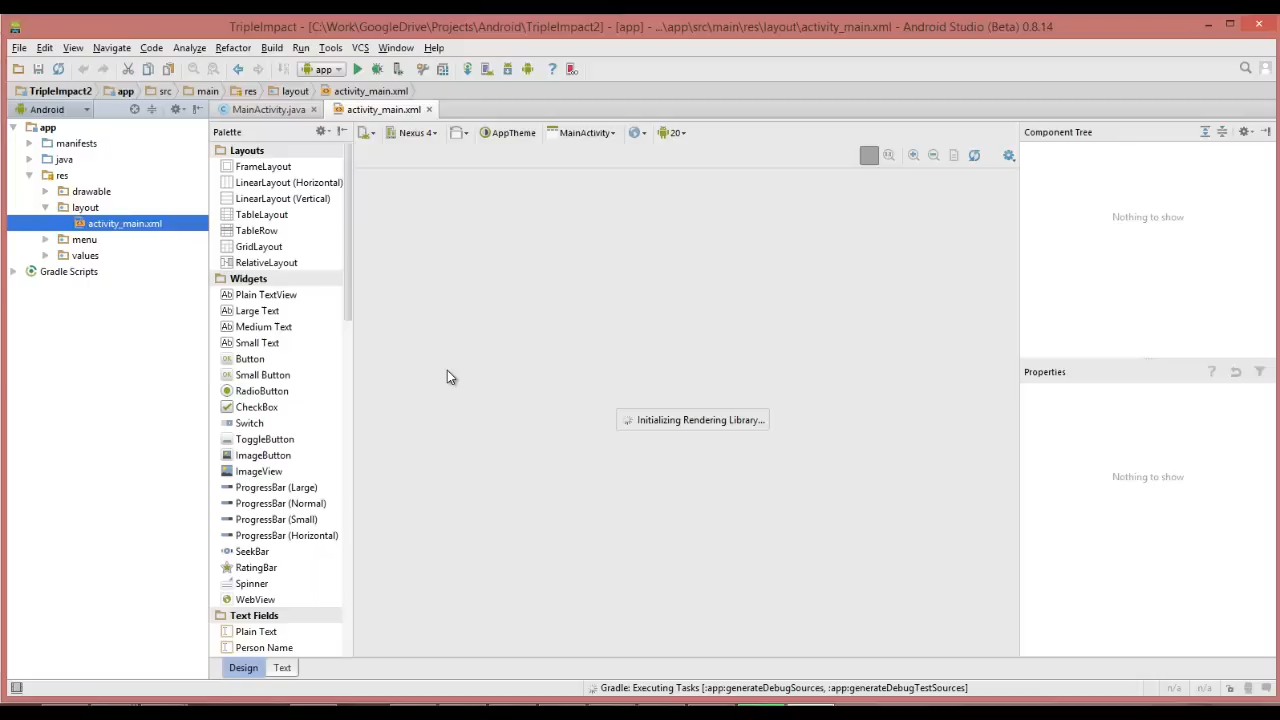 TripleImpact - [C:\Work\GoogleDrive\Projects\Android\TripleImpact2] - [app] - ...\app\src\main\res\layout\activity_main.xml - Android Studio (Beta) 0.8.14
File Edit View Navigate Code Analyze Refactor Build Run Tools VCS Window Help
app
TripleImpact2 app src main res layout activity_main.xml
Android MainActivity.java activity_main.xml
app
manifests
java
res
drawable
layout
activity_main.xml
menu
values
Gradle Scripts
Palette
Layouts
FrameLayout
LinearLayout (Horizontal)
LinearLayout (Vertical)
TableLayout
TableRow
GridLayout
RelativeLayout
Widgets
Ab Plain TextView
Ab Large Text
Ab Medium Text
Ab Small Text
OK Button
OK Small Button
RadioButton
CheckBox
Switch
ToggleButton
ImageButton
ImageView
ProgressBar (Large)
ProgressBar (Normal)
ProgressBar (Small)
ProgressBar (Horizontal)
SeekBar
RatingBar
Spinner
WebView
Text Fields
Plain Text
Person Name
Design Text
Nexus 4 AppTheme MainActivity 20
Initializing Rendering Library...
Component Tree
Nothing to show
Properties
Nothing to show
Gradle: Executing Tasks [:app:generateDebugSources, :app:generateDebugTestSources]
n/a n/a